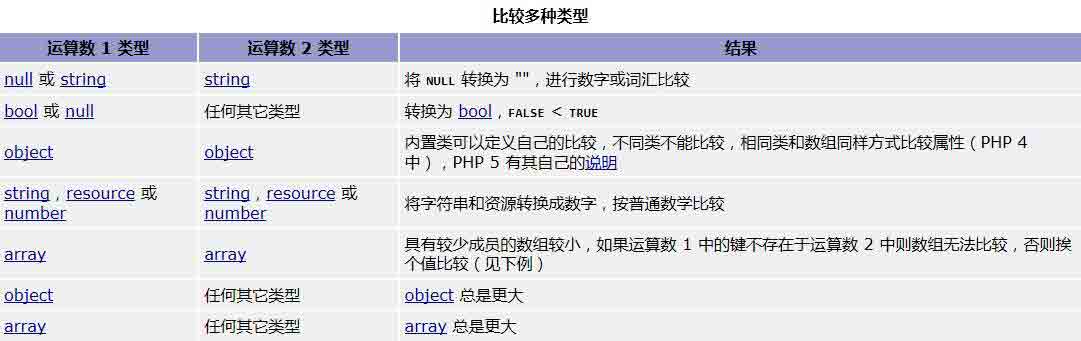 比较多种类型
运算数 1 类型 运算数 2 类型 结果
null 或 string string 将 NULL 转换为 "",进行数字或词汇比较
bool 或 null 任何其它类型 转换为 bool,FALSE < TRUE
object object 内置类可以定义自己的比较,不同类不能比较,相同类和数组同样方式比较属性(PHP 4
中),PHP 5 有其自己的说明
string,resource 或 string,resource 或 将字符串和资源转换成数字,按普通数学比较
number number
array array 具有较少成员的数组较小,如果运算数 1 中的键不存在于运算数 2 中则数组无法比较,否则挨
个值比较(见下例)
object 任何其它类型 object 总是更大
array 任何其它类型 array 总是更大